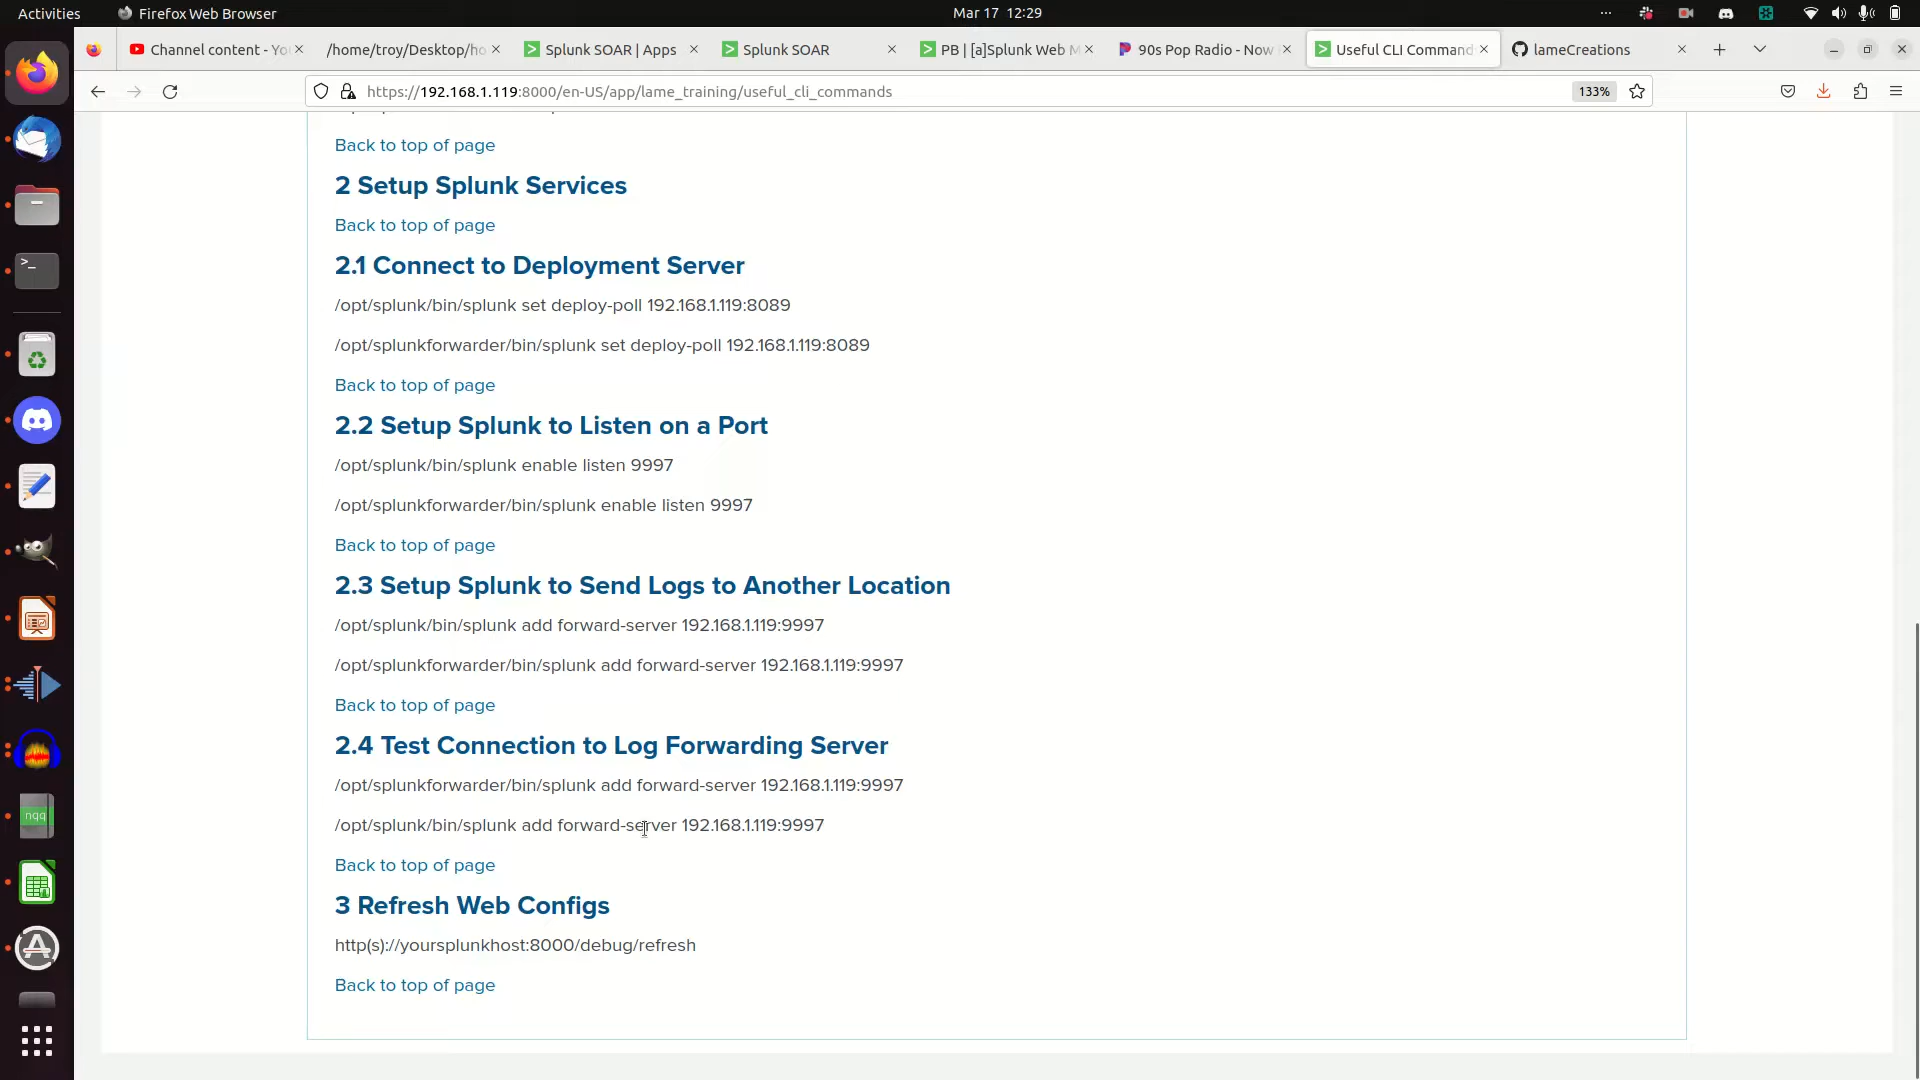 Activities
Firefox Web Browser
Mar 17 12:29
Channel content - Yo
/home/troy/Desktop/ho
Splunk SOAR | Apps
Splunk SOAR
PB | [a]Splunk Web M
90s Pop Radio - Now
Useful CLI Command
lameCreations
https://192.168.1.119:8000/en-US/app/lame_training/useful_cli_commands
133%
Back to top of page
2 Setup Splunk Services
Back to top of page
2.1 Connect to Deployment Server
/opt/splunk/bin/splunk set deploy-poll 192.168.1.119:8089
/opt/splunkforwarder/bin/splunk set deploy-poll 192.168.1.119:8089
Back to top of page
2.2 Setup Splunk to Listen on a Port
/opt/splunk/bin/splunk enable listen 9997
/opt/splunkforwarder/bin/splunk enable listen 9997
Back to top of page
2.3 Setup Splunk to Send Logs to Another Location
/opt/splunk/bin/splunk add forward-server 192.168.1.119:9997
/opt/splunkforwarder/bin/splunk add forward-server 192.168.1.119:9997
Back to top of page
2.4 Test Connection to Log Forwarding Server
/opt/splunkforwarder/bin/splunk add forward-server 192.168.1.119:9997
/opt/splunk/bin/splunk add forward-server 192.168.1.119:9997
Back to top of page
3 Refresh Web Configs
http(s)://yoursplunkhost:8000/debug/refresh
Back to top of page
nqq